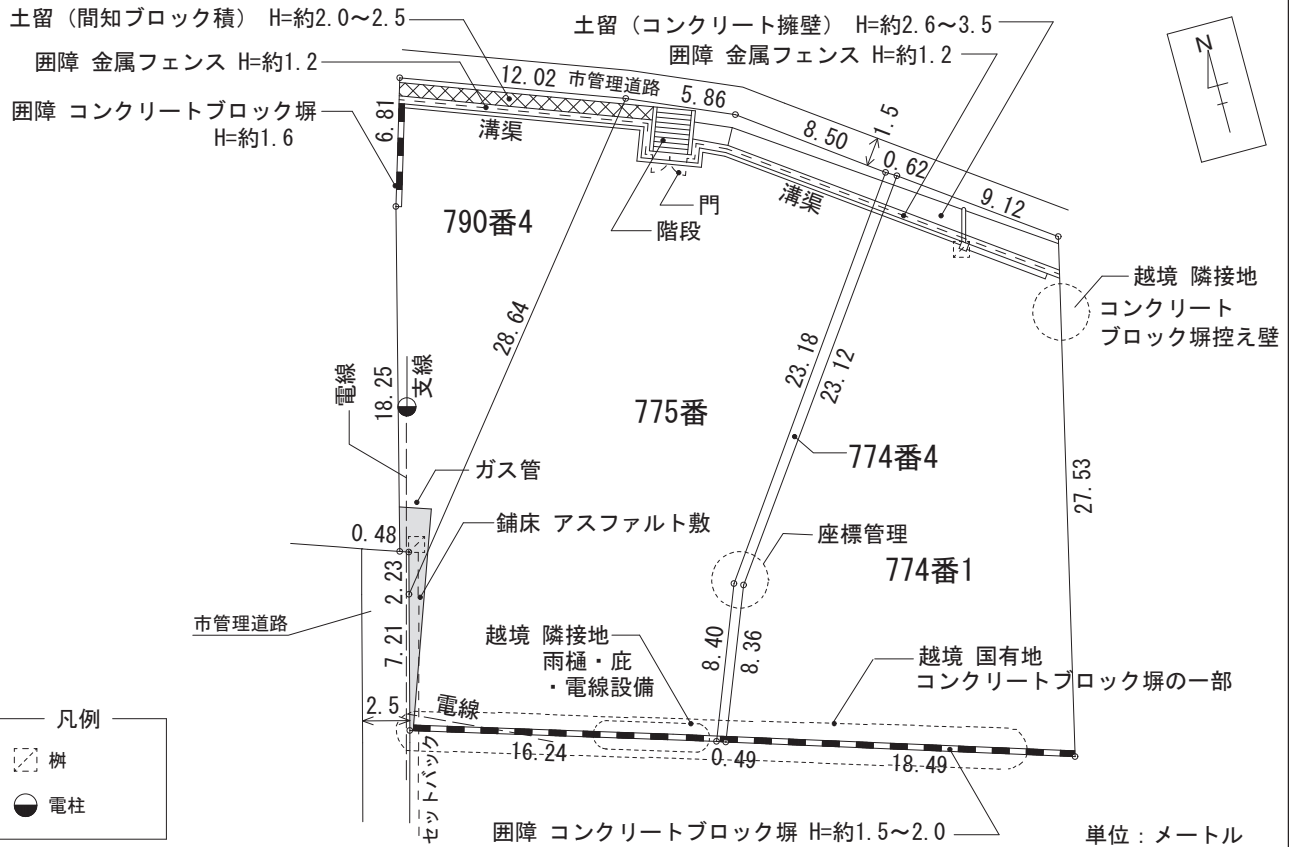 土留（間知ブロック積） H=約2.0～2.5
土留（コンクリート擁壁） H=約2.6～3.5
囲障 金属フェンス H=約1.2
囲障 金属フェンス H=約1.2
N
囲障 コンクリートブロック塀
H=約1.6
12.02
市管理道路
5.86
8.50
1.5
0.62
9.12
6.81
溝渠
溝渠
門
階段
790番4
越境 隣接地
コンクリート
ブロック塀控え壁
28.64
23.18
23.12
電線
18.25
支線
775番
774番4
27.53
ガス管
舗床 アスファルト敷
座標管理
0.48
774番1
2.23
市管理道路
7.21
越境 隣接地
雨樋・庇
・電線設備
8.40
8.36
越境 国有地
コンクリートブロック塀の一部
2.5
電線
16.24
0.49
18.49
セットバック
凡例
桝
電柱
囲障 コンクリートブロック塀 H=約1.5～2.0
単位：メートル